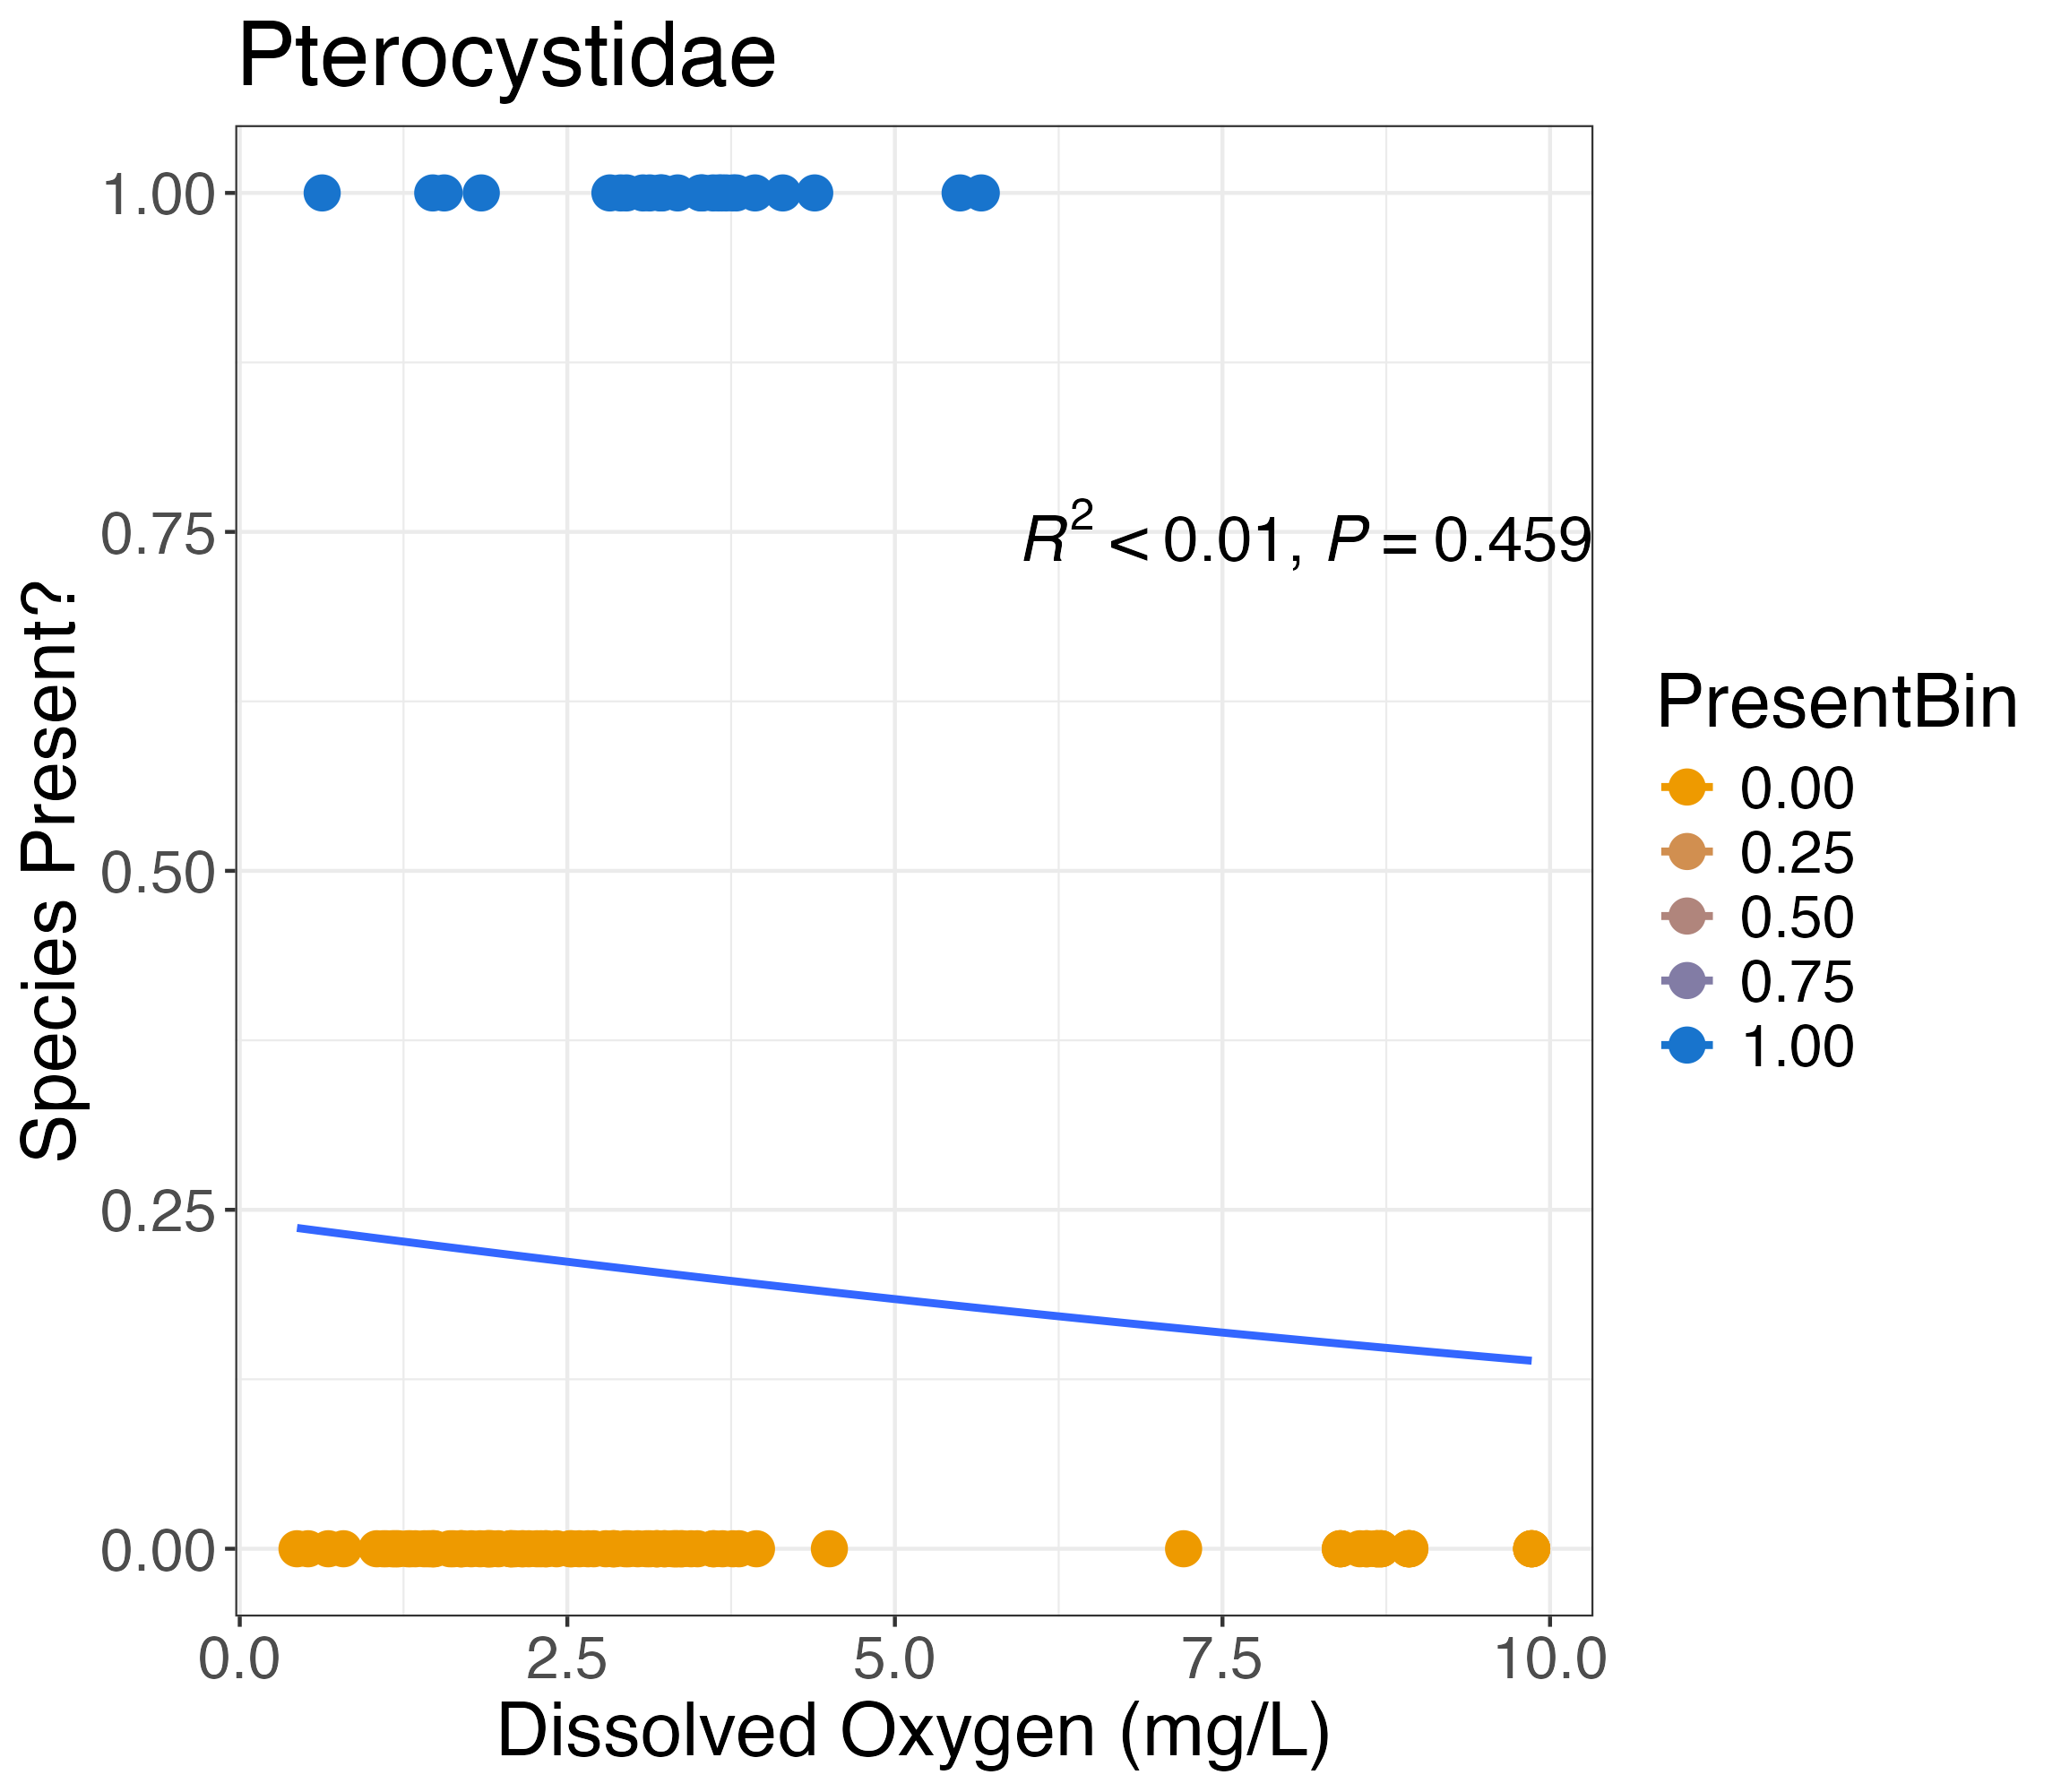 Pterocystidae
1.00
0.75
0.50
0.25
0.00
Species Present?
R² < 0.01, P = 0.459
0.0 2.5 5.0 7.5 10.0
Dissolved Oxygen (mg/L)
PresentBin
0.00
0.25
0.50
0.75
1.00